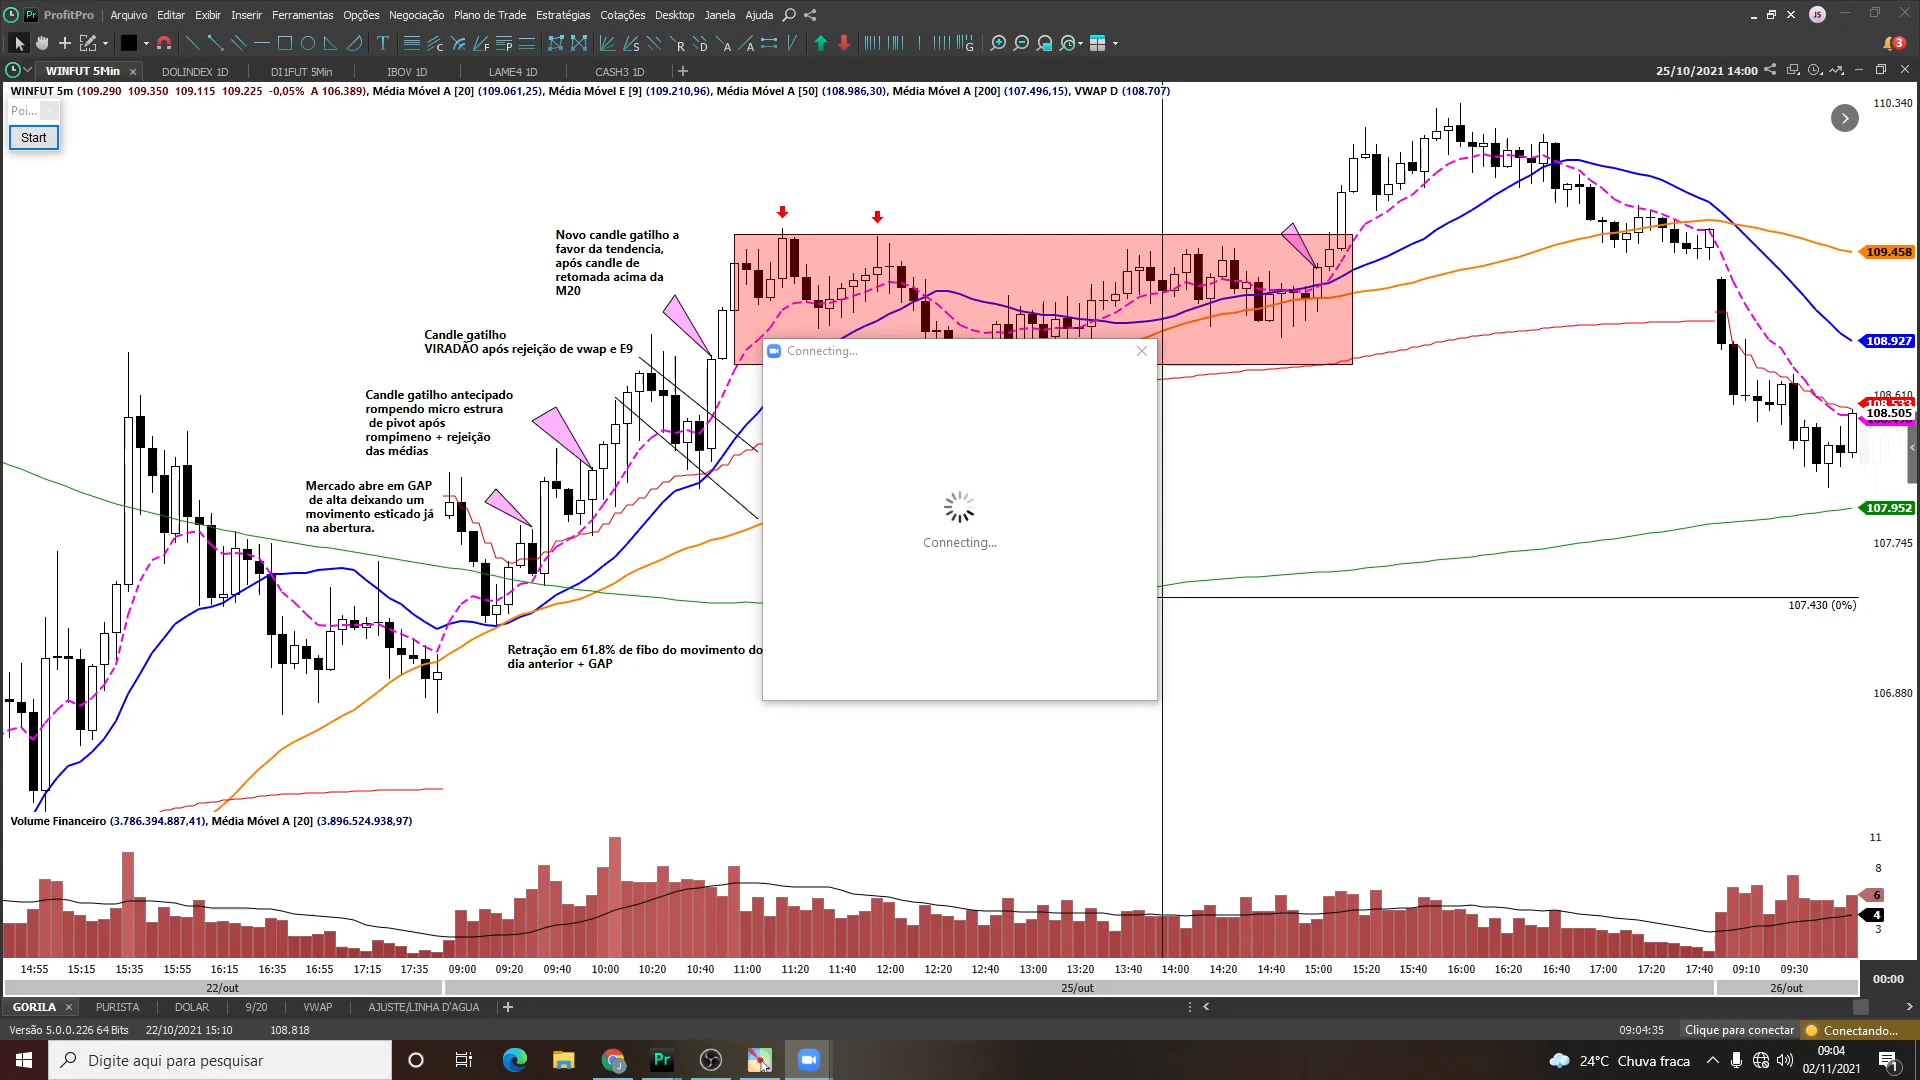 Pr ProfitPro Arquivo Editar Exibir Inserir Ferramentas Opções Negociação Plano de Trade Estratégias Cotações Desktop Janela Ajuda JS
3
WINFUT 5Min DOLINDEX 1D DI1FUT 5Min IBOV 1D LAME4 1D CASH3 1D 25/10/2021 14:00
WINFUT 5m (109.290 109.350 109.115 109.225 -0,05% A 106.389), Média Móvel A [20] (109.061,25), Média Móvel E [9] (109.210,96), Média Móvel A [50] (108.986,30), Média Móvel A [200] (107.496,15), VWAP D (108.707)
Poi...
Start
110.340
Novo candle gatilho a
favor da tendencia,
após candle de
retomada acima da
M20
109.458
Candle gatilho
VIRADÃO após rejeição de vwap e E9
108.927
Connecting...
Candle gatilho antecipado
rompendo micro estrura
de pivot após
rompimeno + rejeição
das médias
108.610
108.533
108.505
Mercado abre em GAP
de alta deixando um
movimento esticado já
na abertura.
107.952
Connecting...
107.745
107.430 (0%)
Retração em 61.8% de fibo do movimento do
dia anterior + GAP
106.880
Volume Financeiro (3.786.394.887,41), Média Móvel A [20] (3.896.524.938,97)
11
8
6
4
3
14:55 15:15 15:35 15:55 16:15 16:35 16:55 17:15 17:35 09:00 09:20 09:40 10:00 10:20 10:40 11:00 11:20 11:40 12:00 12:20 12:40 13:00 13:20 13:40 14:00 14:20 14:40 15:00 15:20 15:40 16:00 16:20 16:40 17:00 17:20 17:40 09:10 09:30
00:00
22/out 25/out 26/out
GORILA PURISTA DOLAR 9/20 VWAP AJUSTE/LINHA D'AGUA
Versão 5.0.0.226 64 Bits 22/10/2021 15:10 108.818 09:04:35 Clique para conectar Conectando...
Digite aqui para pesquisar
Pr
24°C Chuva fraca
09:04
02/11/2021
1